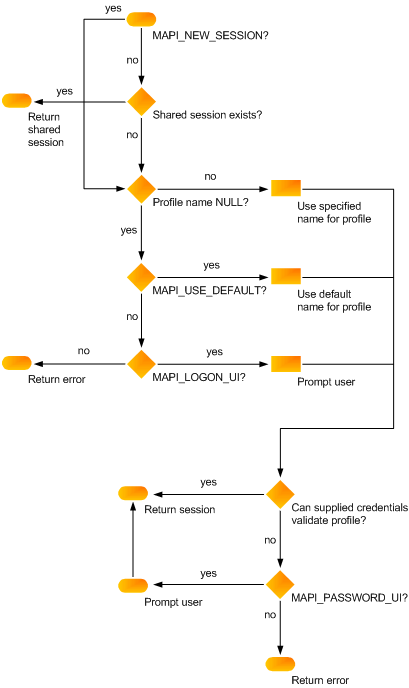 yes
MAPI_NEW_SESSION?
no
yes
Shared session exists?
Return
shared
session
no
no
Profile name NULL?
Use specified
name for profile
yes
yes
MAPI_USE_DEFAULT?
Use default
name for profile
no
no
yes
Return error
MAPI_LOGON_UI?
Prompt user
yes
Return session
Can supplied credentials
validate profile?
no
yes
Prompt user
MAPI_PASSWORD_UI?
no
Return error